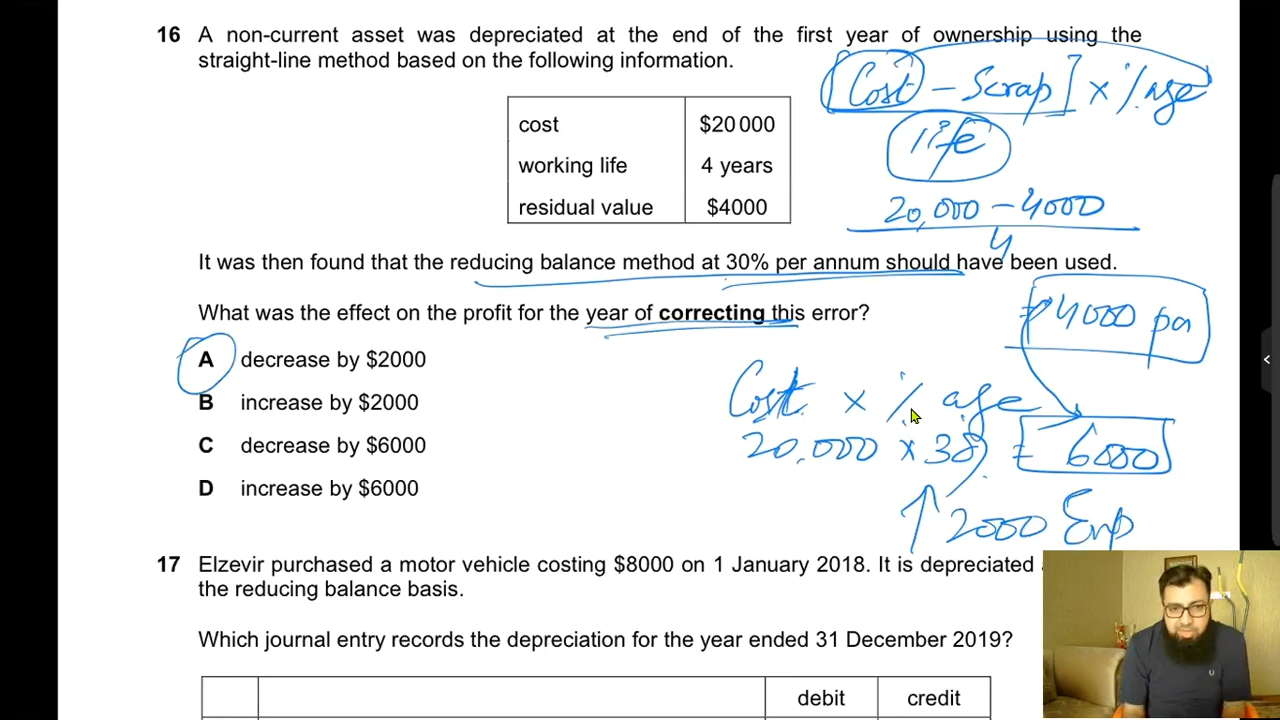 16 A non-current asset was depreciated at the end of the first year of ownership using the
straight-line method based on the following information.
[Cost - Scrap] × %age
life
cost $20 000
working life 4 years
residual value $4000
20,000 - 4000
4
It was then found that the reducing balance method at 30% per annum should have been used.
What was the effect on the profit for the year of correcting this error?
4000 pa
A decrease by $2000
B increase by $2000
C decrease by $6000
D increase by $6000
Cost × %age
20,000 × 30% = 6000
↑ 2000 Exp
17 Elzevir purchased a motor vehicle costing $8000 on 1 January 2018. It is depreciated
the reducing balance basis.
Which journal entry records the depreciation for the year ended 31 December 2019?
debit credit